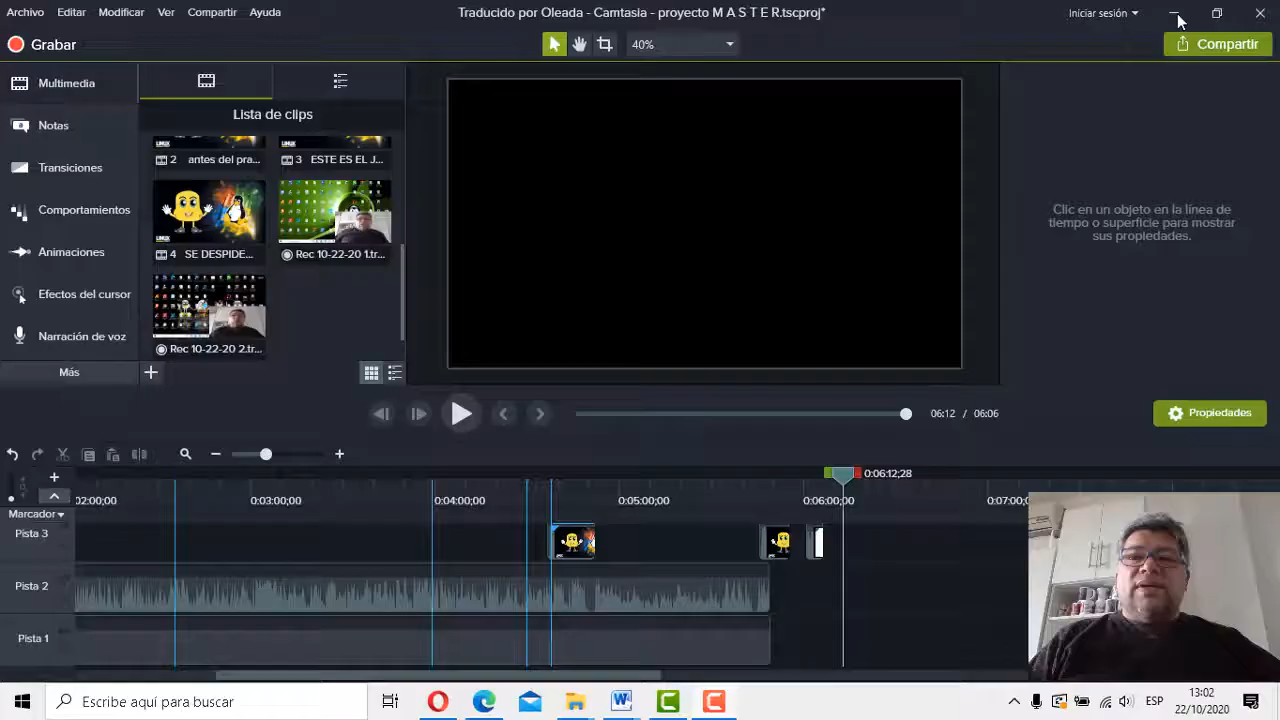 Archivo Editar Modificar Ver Compartir Ayuda
Traducido por Oleada - Camtasia - proyecto M A S T E R.tscproj*
Iniciar sesión
Grabar
40%
Compartir
Multimedia
Notas
Transiciones
Comportamientos
Animaciones
Efectos del cursor
Narración de voz
Más
Lista de clips
2 antes del pra...
3 ESTE ES EL J...
4 SE DESPIDE...
Rec 10-22-20 1.tr...
Rec 10-22-20 2.tr...
Clic en un objeto en la línea de
tiempo o superficie para mostrar
sus propiedades.
06:12 / 06:06
Propiedades
0:06:12;28
02:00;00 0:03:00;00 0:04:00;00 0:05:00;00 0:06:00;00 0:07:0
Marcador
Pista 3
Pista 2
Pista 1
Escribe aquí para buscar
ESP
13:02
22/10/2020